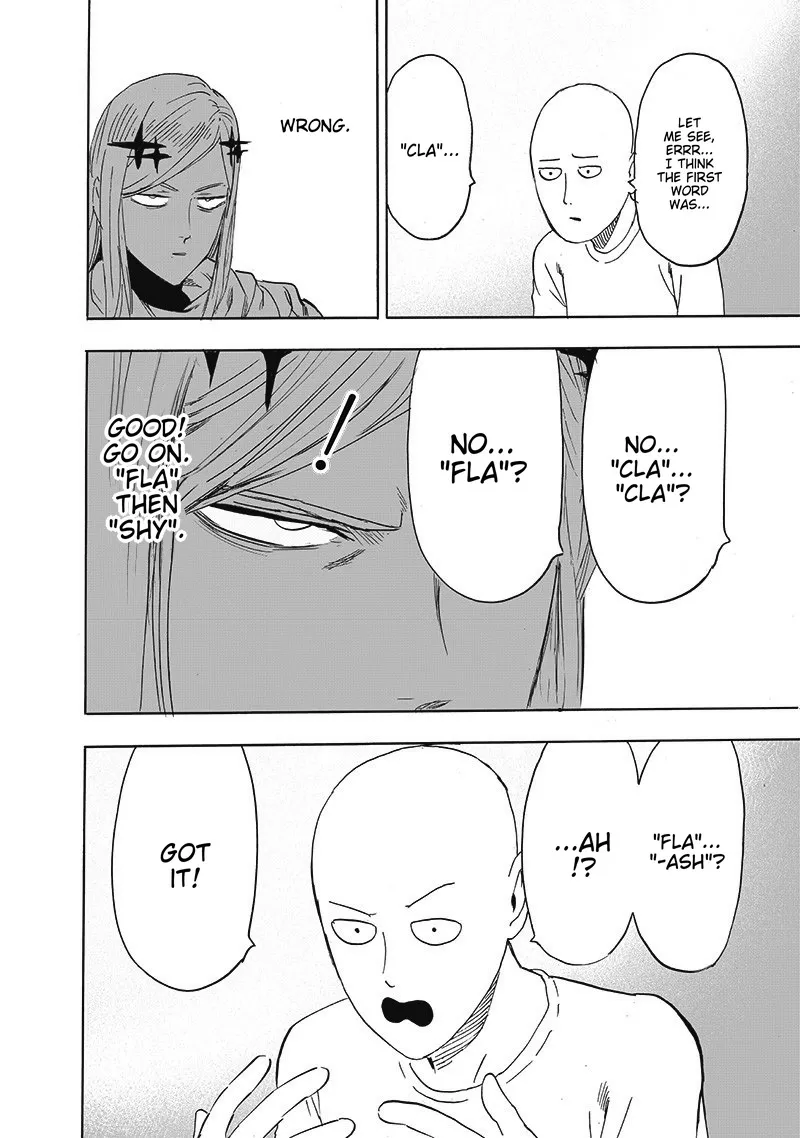 LET
ME SEE,
ERRR...
I THINK
THE FIRST
WORD
WAS...
"CLA"...
WRONG.
NO...
"CLA"...
"CLA"?
NO...
"FLA"?
!
GOOD!
GO ON.
"FLA"
THEN
"SHY".
"FLA"...
"-ASH"?
...AH
!?
GOT
IT!